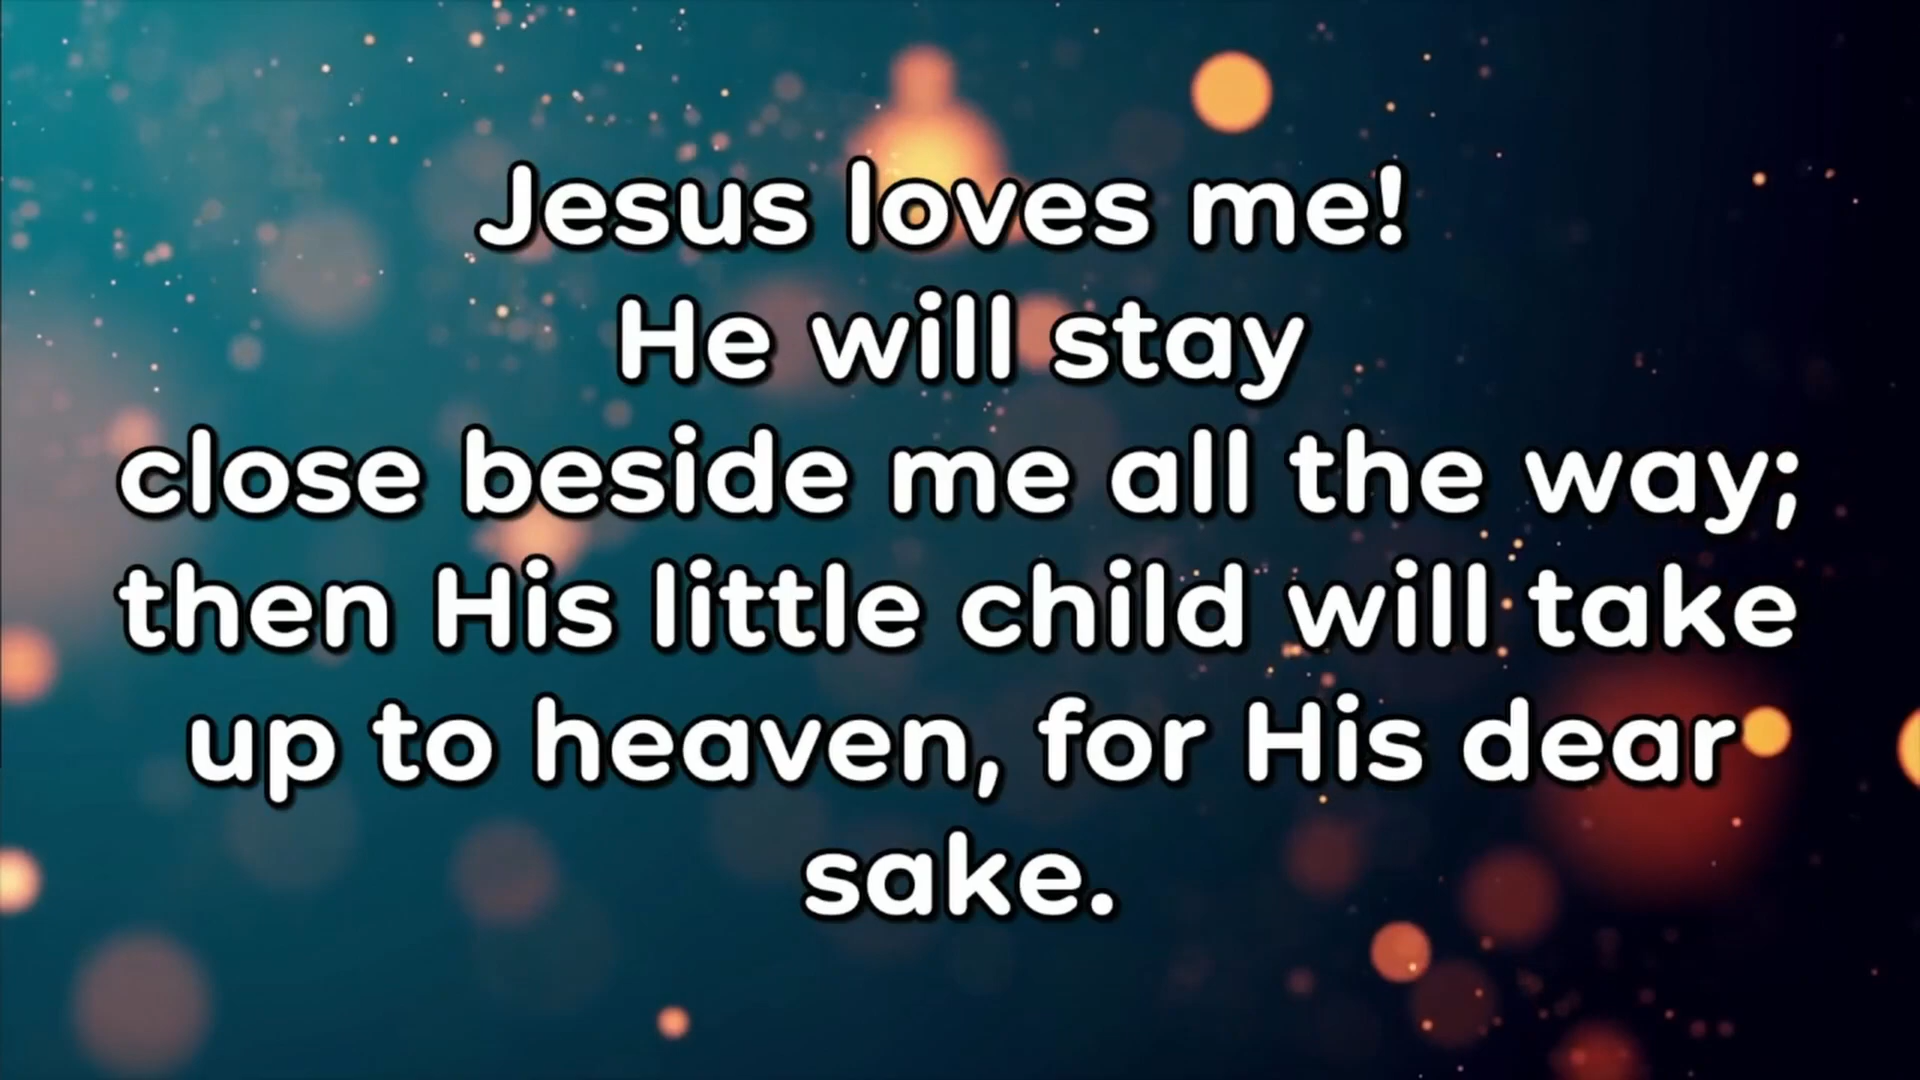 Jesus loves me!
He will stay
close beside me all the way;
then His little child will take
up to heaven, for His dear
sake.